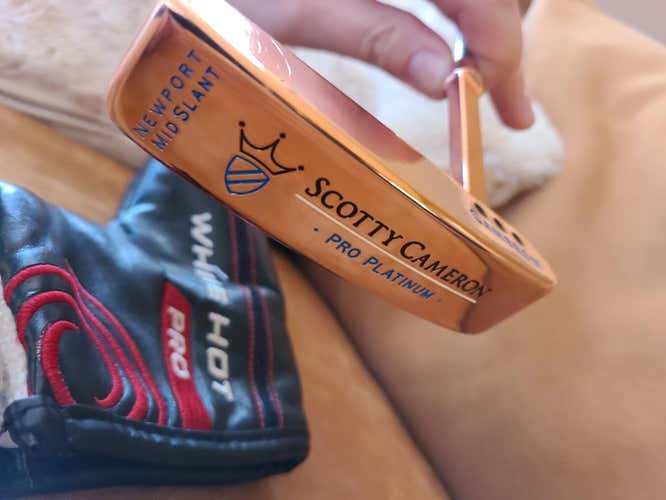 NEWPORT
MID SLANT
SCOTTY CAMERON
· PRO PLATINUM ·
WHITE HOT
PRO